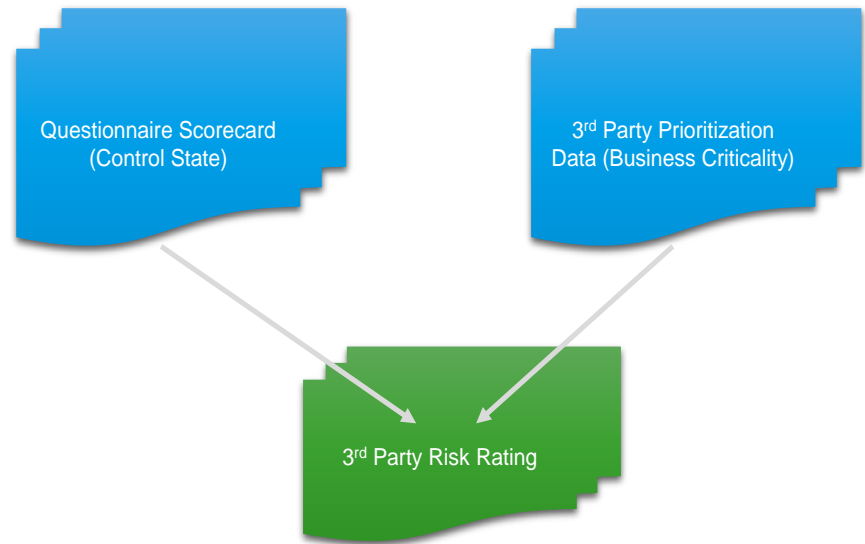 Questionnaire Scorecard
(Control State)
3rd Party Prioritization
Data (Business Criticality)
3rd Party Risk Rating